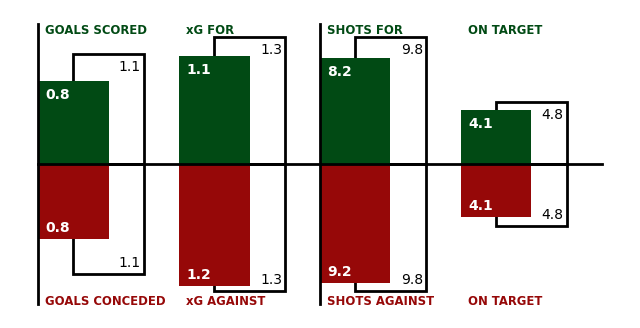 GOALS SCORED xG FOR SHOTS FOR ON TARGET
1.1 1.3 9.8 4.8
0.8 1.1 8.2 4.1
0.8 1.2 9.2 4.1
1.1 1.3 9.8 4.8
GOALS CONCEDED xG AGAINST SHOTS AGAINST ON TARGET